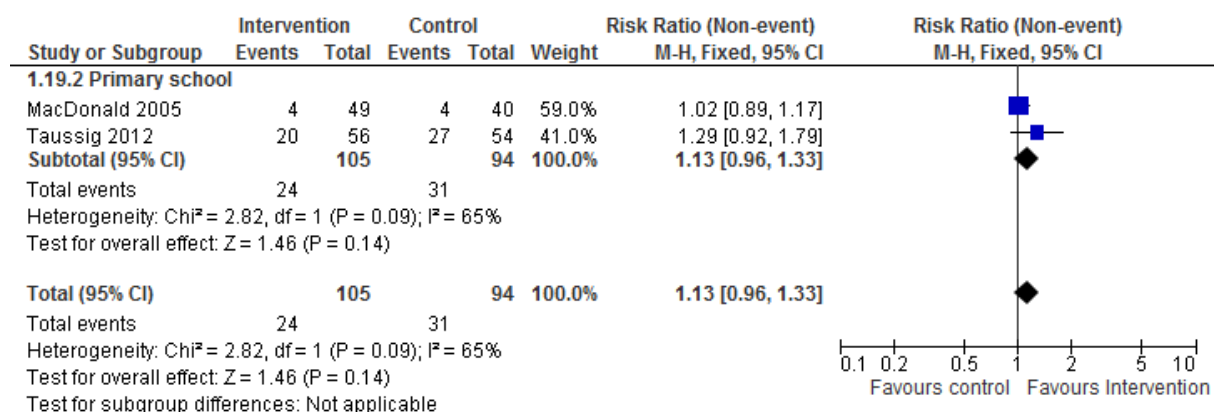 Intervention Control Risk Ratio (Non-event) Risk Ratio (Non-event)
Study or Subgroup Events Total Events Total Weight M-H, Fixed, 95% CI M-H, Fixed, 95% CI
1.19.2 Primary school
MacDonald 2005 4 49 4 40 59.0% 1.02 [0.89, 1.17]
Taussig 2012 20 56 27 54 41.0% 1.29 [0.92, 1.79]
Subtotal (95% CI) 105 94 100.0% 1.13 [0.96, 1.33]
Total events 24 31
Heterogeneity: Chi² = 2.82, df = 1 (P = 0.09); I² = 65%
Test for overall effect: Z = 1.46 (P = 0.14)
Total (95% CI) 105 94 100.0% 1.13 [0.96, 1.33]
Total events 24 31
Heterogeneity: Chi² = 2.82, df = 1 (P = 0.09); I² = 65%
Test for overall effect: Z = 1.46 (P = 0.14)
Test for subgroup differences: Not applicable
0.1 0.2 0.5 1 2 5 10
Favours control Favours Intervention